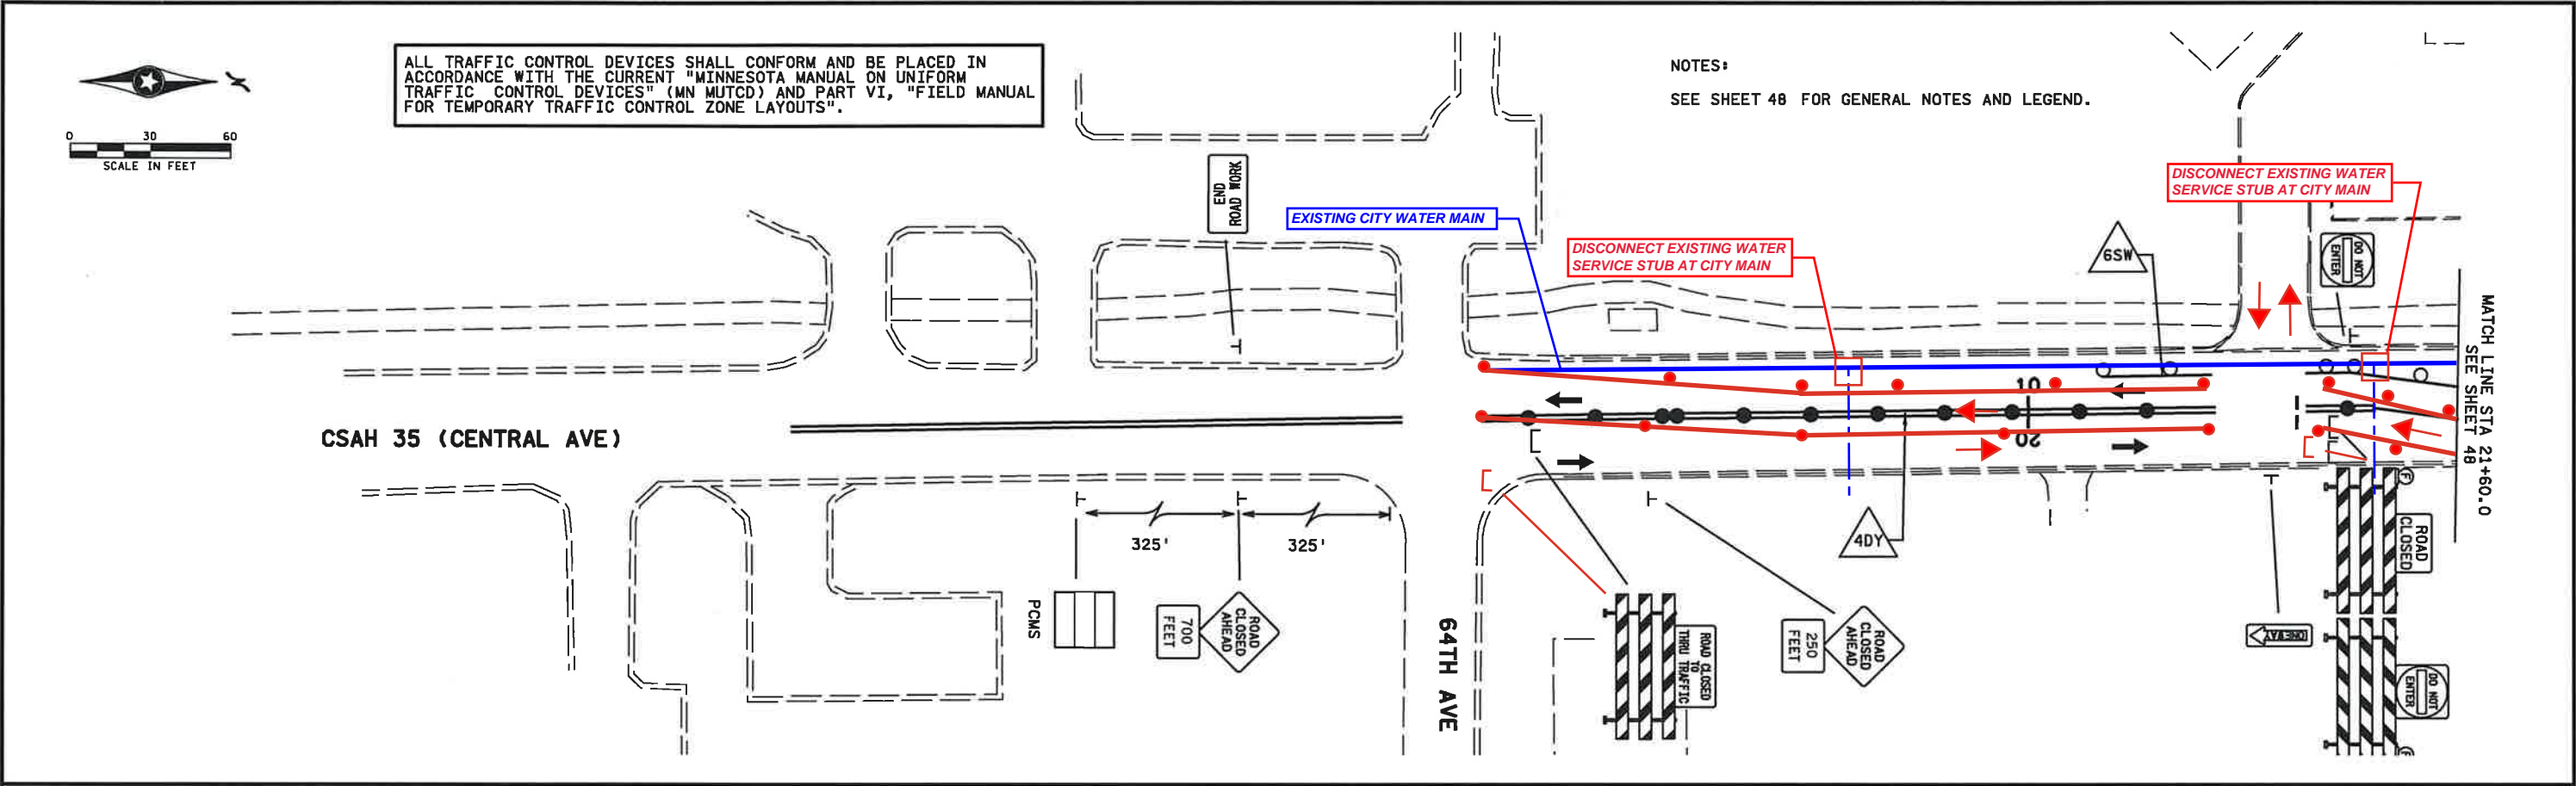 ALL TRAFFIC CONTROL DEVICES SHALL CONFORM AND BE PLACED IN
ACCORDANCE WITH THE CURRENT "MINNESOTA MANUAL ON UNIFORM
TRAFFIC CONTROL DEVICES" (MN MUTCD) AND PART VI, "FIELD MANUAL
FOR TEMPORARY TRAFFIC CONTROL ZONE LAYOUTS".
0 30 60
SCALE IN FEET
NOTES:
SEE SHEET 48 FOR GENERAL NOTES AND LEGEND.
END
ROAD WORK
EXISTING CITY WATER MAIN
DISCONNECT EXISTING WATER
SERVICE STUB AT CITY MAIN
DISCONNECT EXISTING WATER
SERVICE STUB AT CITY MAIN
6SW
DO NOT
ENTER
MATCH LINE STA 21+60.0
SEE SHEET 48
CSAH 35 (CENTRAL AVE)
10
20
4DY
325'
325'
PCMS
700
FEET
ROAD
CLOSED
AHEAD
64TH AVE
ROAD CLOSED
TO
THRU TRAFFIC
250
FEET
ROAD
CLOSED
AHEAD
ONE WAY
ROAD
CLOSED
DO NOT
ENTER
F
F